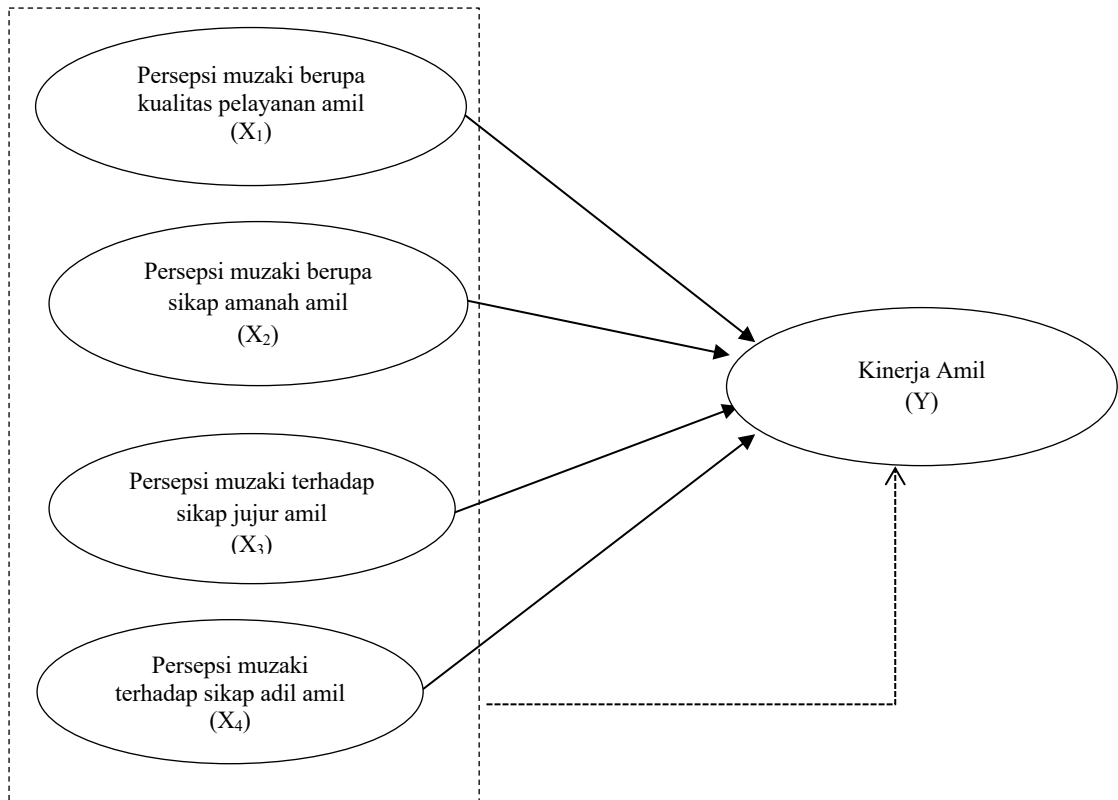 Persepsi muzaki berupa
kualitas pelayanan amil
(X₁)
Persepsi muzaki berupa
sikap amanah amil
(X₂)
Persepsi muzaki terhadap
sikap jujur amil
(X₃)
Persepsi muzaki
terhadap sikap adil amil
(X₄)
Kinerja Amil
(Y)